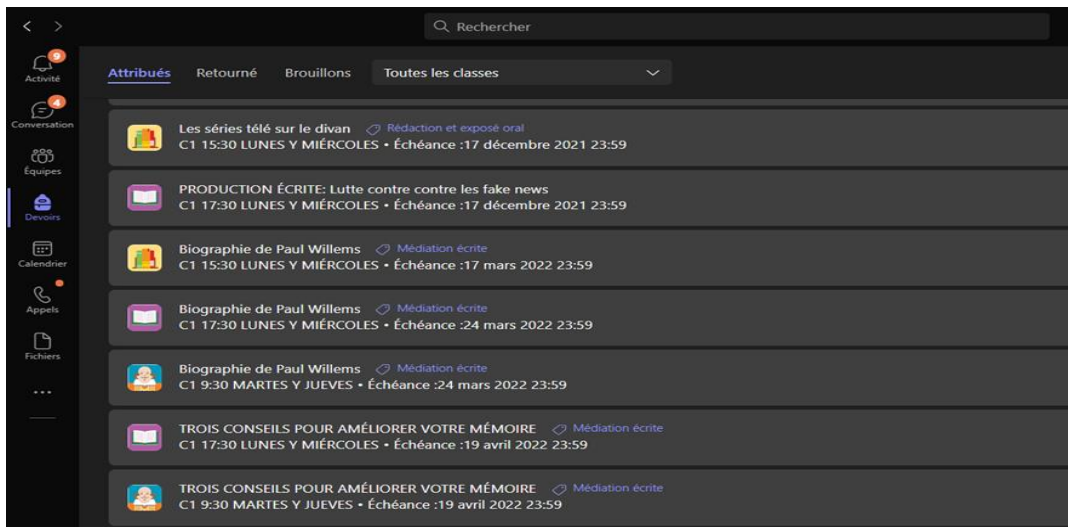 Rechercher
9
Activité
4
Conversation
Équipes
Devoirs
Calendrier
Appels
Fichiers
Attribués Retourné Brouillons Toutes les classes
Les séries télé sur le divan Rédaction et exposé oral
C1 15:30 LUNES Y MIÉRCOLES • Échéance :17 décembre 2021 23:59
PRODUCTION ÉCRITE: Lutte contre contre les fake news
C1 17:30 LUNES Y MIÉRCOLES • Échéance :17 décembre 2021 23:59
Biographie de Paul Willems Médiation écrite
C1 15:30 LUNES Y MIÉRCOLES • Échéance :17 mars 2022 23:59
Biographie de Paul Willems Médiation écrite
C1 17:30 LUNES Y MIÉRCOLES • Échéance :24 mars 2022 23:59
Biographie de Paul Willems Médiation écrite
C1 9:30 MARTES Y JUEVES • Échéance :24 mars 2022 23:59
TROIS CONSEILS POUR AMÉLIORER VOTRE MÉMOIRE Médiation écrite
C1 17:30 LUNES Y MIÉRCOLES • Échéance :19 avril 2022 23:59
TROIS CONSEILS POUR AMÉLIORER VOTRE MÉMOIRE Médiation écrite
C1 9:30 MARTES Y JUEVES • Échéance :19 avril 2022 23:59